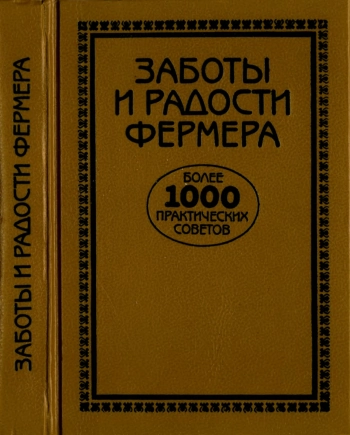 ЗАБОТЫ И РАДОСТИ ФЕРМЕРА
ЗАБОТЫ
И РАДОСТИ
ФЕРМЕРА
БОЛЕЕ
1000
ПРАКТИЧЕСКИХ
СОВЕТОВ